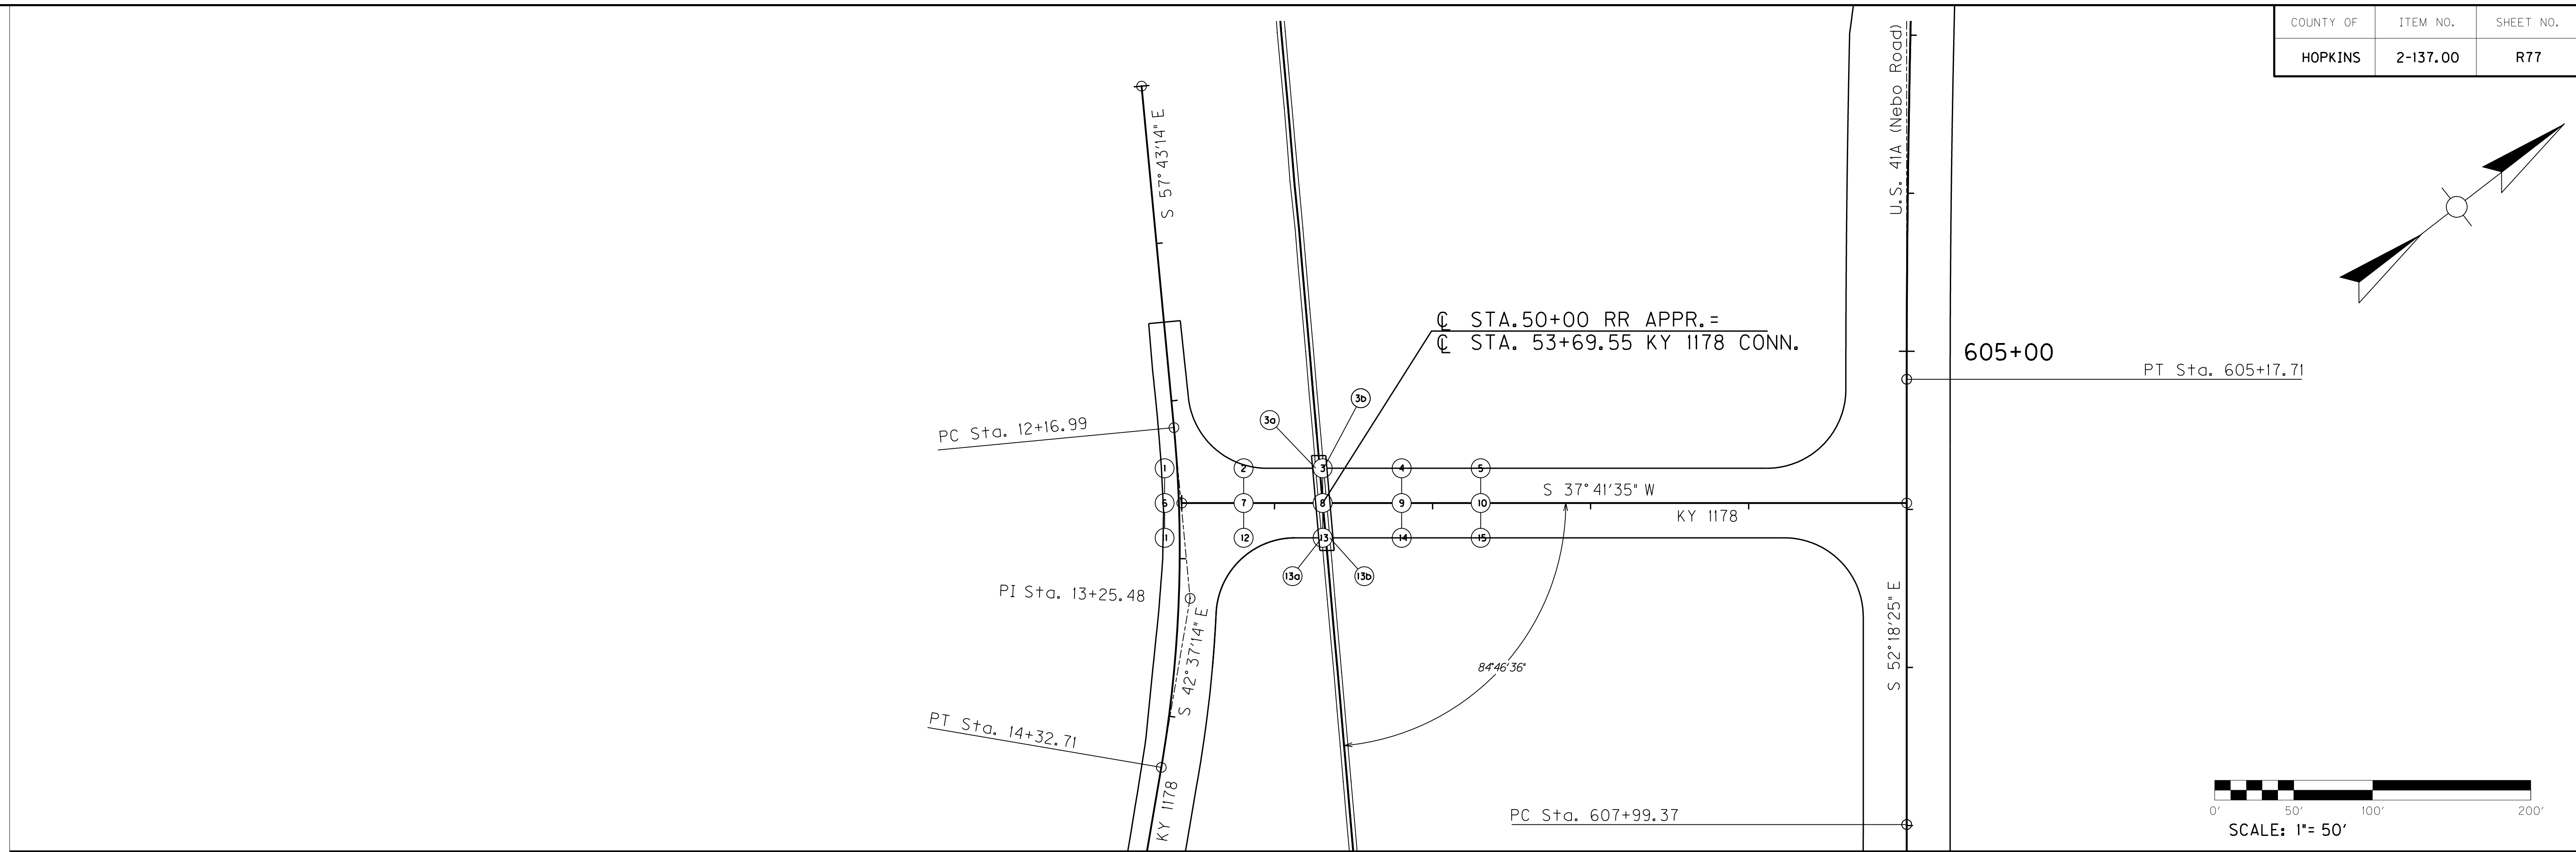 COUNTY OF ITEM NO. SHEET NO.
HOPKINS 2-137.00 R77
U.S. 41A (Nebo Road)
S 57° 43'14" E
℄ STA.50+00 RR APPR.=
℄ STA. 53+69.55 KY 1178 CONN.
605+00
PT Sta. 605+17.71
PC Sta. 12+16.99
3b
3a
1 2 3 4 5
S 37° 41'35" W
6 7 8 9 10
KY 1178
11 12 13 14 15
13a 13b
PI Sta. 13+25.48
S 42° 37'14" E
S 52° 18'25" E
84°46'36"
PT Sta. 14+32.71
KY 1178
PC Sta. 607+99.37
0' 50' 100' 200'
SCALE: 1"= 50'